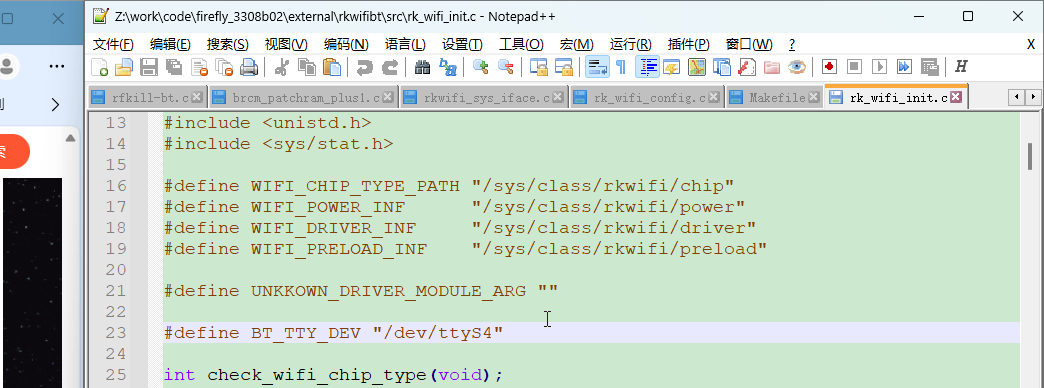 Z:\work\code\firefly_3308b02\external\rkwifibt\src\rk_wifi_init.c - Notepad++
文件(F) 编辑(E) 搜索(S) 视图(V) 编码(N) 语言(L) 设置(T) 工具(O) 宏(M) 运行(R) 插件(P) 窗口(W) ? X
rfkill-bt.c brcm_patchram_plus1.c rkwifi_sys_iface.c rk_wifi_config.c Makefile rk_wifi_init.c
13 #include <unistd.h>
14 #include <sys/stat.h>
15
16 #define WIFI_CHIP_TYPE_PATH "/sys/class/rkwifi/chip"
17 #define WIFI_POWER_INF "/sys/class/rkwifi/power"
18 #define WIFI_DRIVER_INF "/sys/class/rkwifi/driver"
19 #define WIFI_PRELOAD_INF "/sys/class/rkwifi/preload"
20
21 #define UNKKOWN_DRIVER_MODULE_ARG ""
22
23 #define BT_TTY_DEV "/dev/ttyS4"
24
25 int check_wifi_chip_type(void);